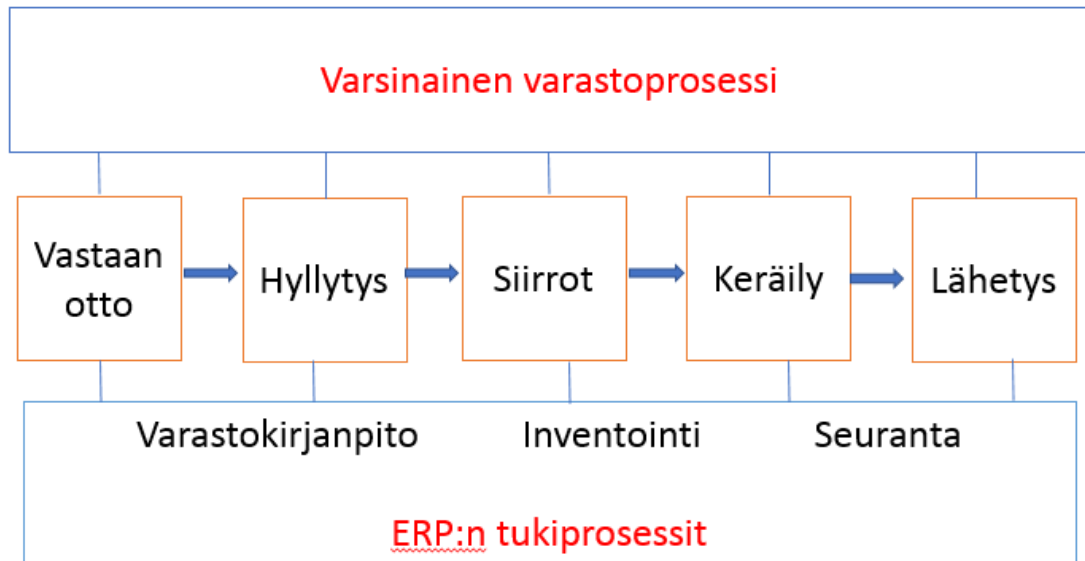 Varsinainen varastoprosessi
Vastaan
otto
Hyllytys
Siirrot
Keräily
Lähetys
Varastokirjanpito
Inventointi
Seuranta
ERP:n tukiprosessit